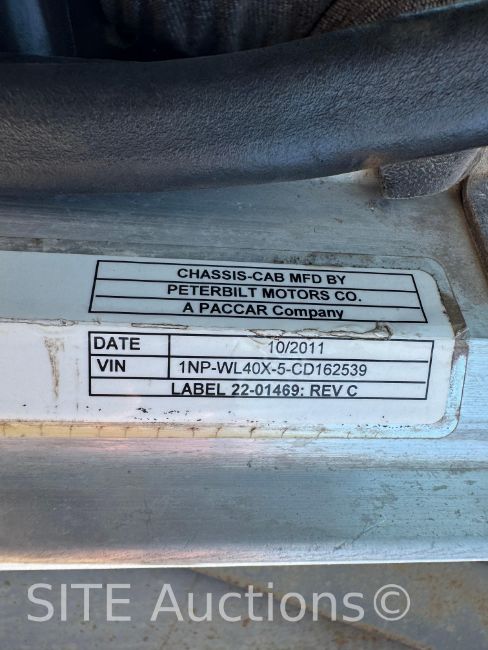 CHASSIS-CAB MFD BY
PETERBILT MOTORS CO.
A PACCAR Company
DATE 10/2011
VIN 1NP-WL40X-5-CD162539
LABEL 22-01469: REV C
SITE Auctions©